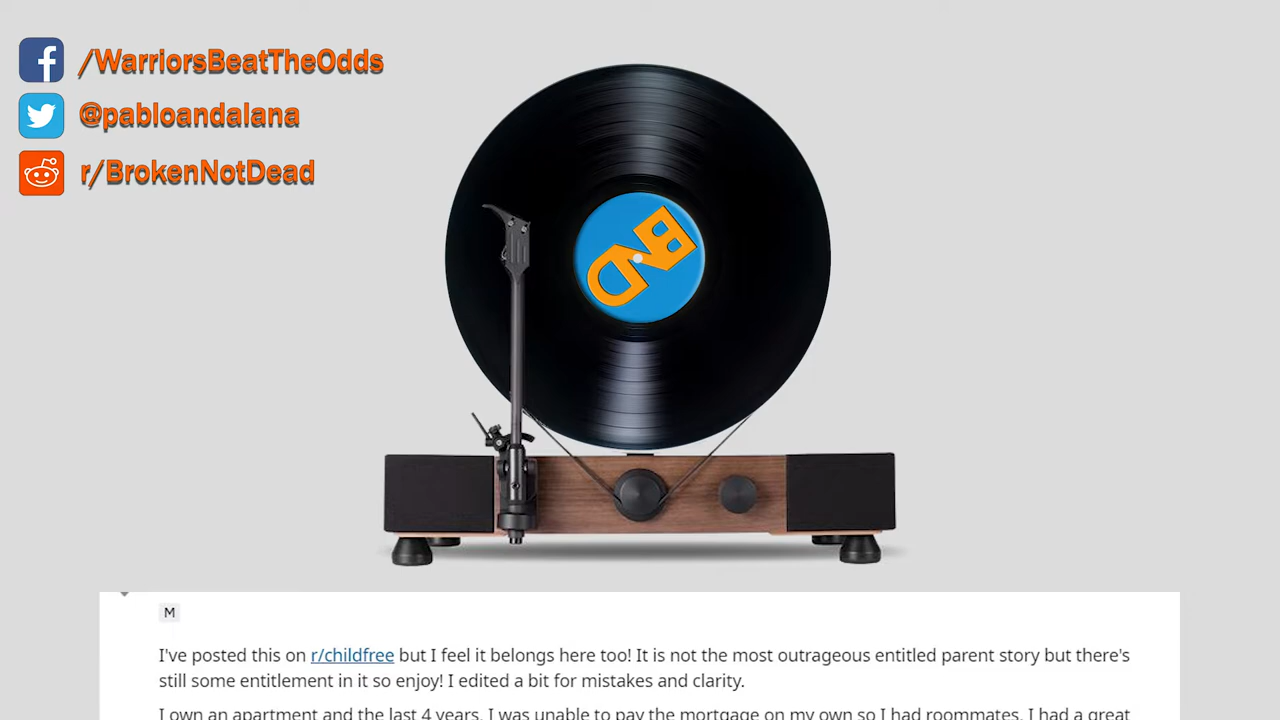 /WarriorsBeatTheOdds
@pabloandalana
r/BrokenNotDead
BND
M
I've posted this on r/childfree but I feel it belongs here too! It is not the most outrageous entitled parent story but there's
still some entitlement in it so enjoy! I edited a bit for mistakes and clarity.
I own an apartment and the last 4 years, I was unable to pay the mortgage on my own so I had roommates. I had a great